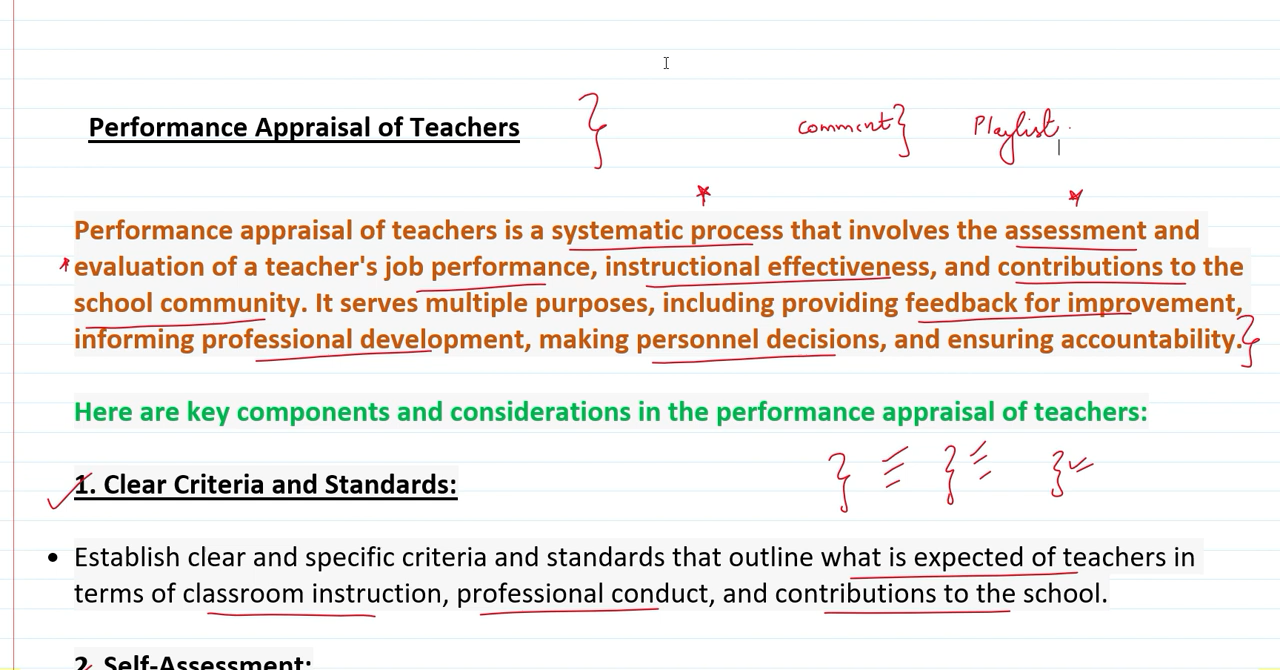 Performance Appraisal of Teachers
comment} Playlist.
Performance appraisal of teachers is a systematic process that involves the assessment and
evaluation of a teacher's job performance, instructional effectiveness, and contributions to the
school community. It serves multiple purposes, including providing feedback for improvement,
informing professional development, making personnel decisions, and ensuring accountability.
Here are key components and considerations in the performance appraisal of teachers:
1. Clear Criteria and Standards:
• Establish clear and specific criteria and standards that outline what is expected of teachers in
terms of classroom instruction, professional conduct, and contributions to the school.
2. Self-Assessment: